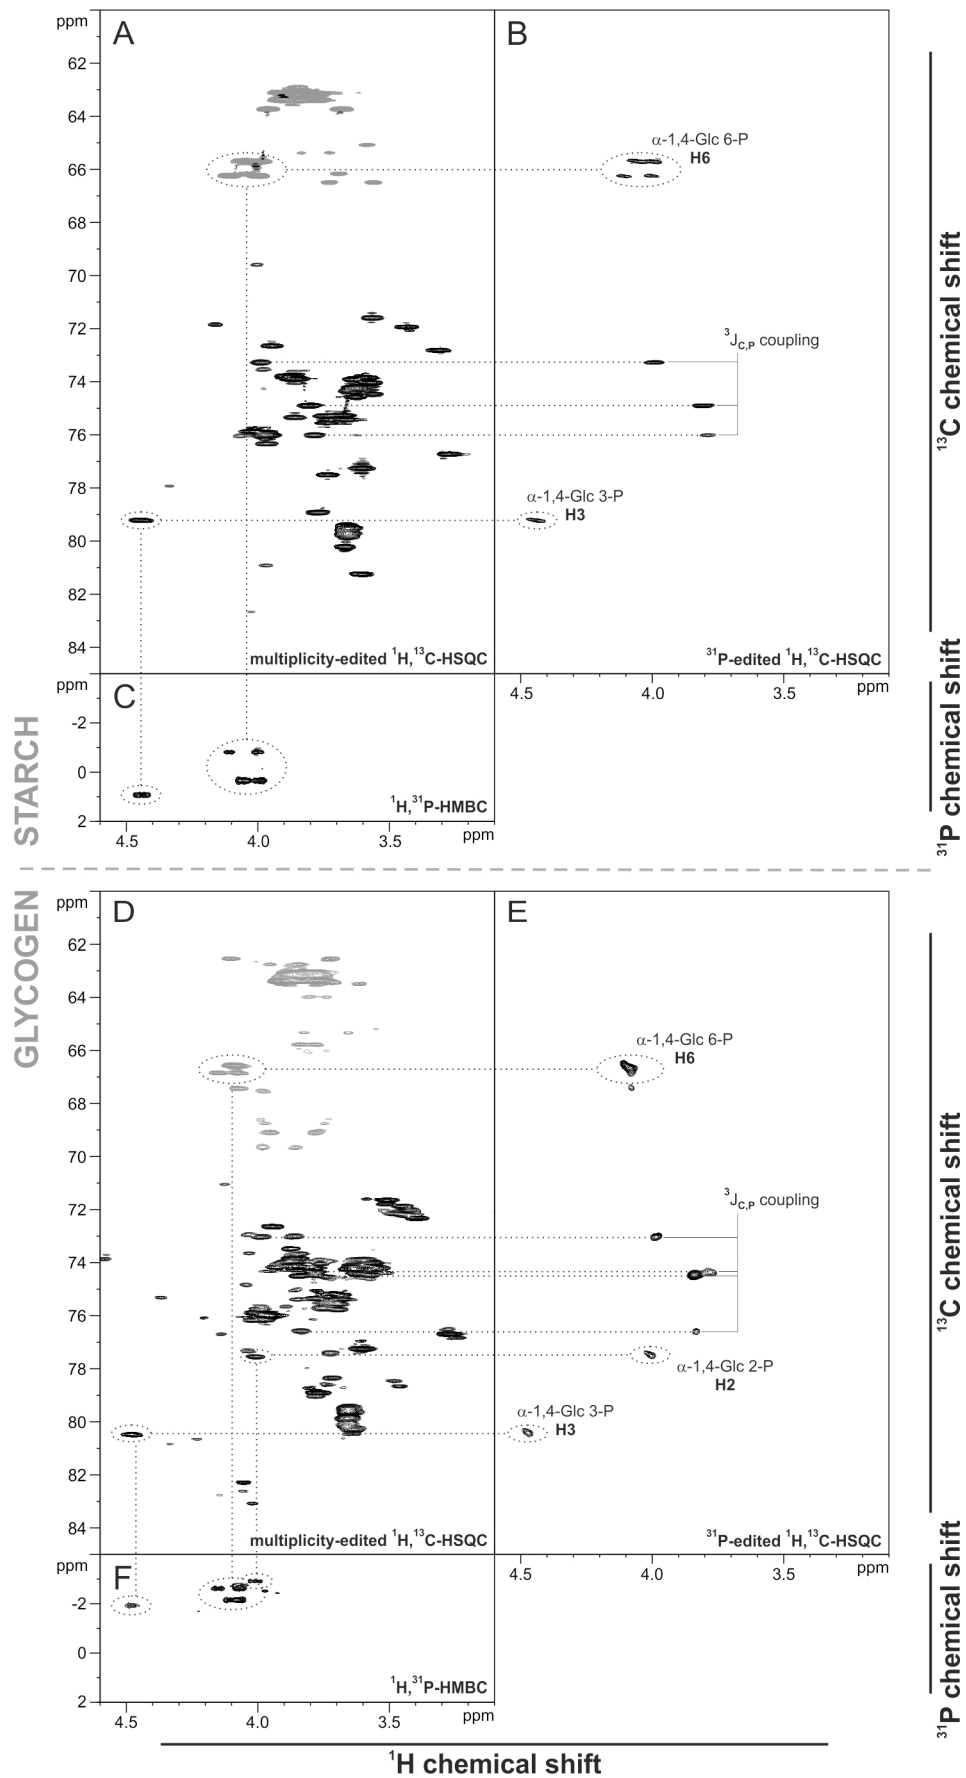 ppm
A
B
62
64
66
68
70
72
74
76
78
80
82
84
α-1,4-Glc 6-P
H6
³J_C,P coupling
α-1,4-Glc 3-P
H3
multiplicity-edited ¹H,¹³C-HSQC
³¹P-edited ¹H,¹³C-HSQC
¹³C chemical shift
ppm
C
4.5
4.0
3.5
ppm
-2
0
2
¹H,³¹P-HMBC
4.5
4.0
3.5
ppm
³¹P chemical shift
STARCH
GLYCOGEN
ppm
D
E
62
64
66
68
70
72
74
76
78
80
82
84
α-1,4-Glc 6-P
H6
³J_C,P coupling
α-1,4-Glc 2-P
H2
α-1,4-Glc 3-P
H3
multiplicity-edited ¹H,¹³C-HSQC
³¹P-edited ¹H,¹³C-HSQC
¹³C chemical shift
ppm
F
4.5
4.0
3.5
ppm
-2
0
2
¹H,³¹P-HMBC
4.5
4.0
3.5
ppm
³¹P chemical shift
¹H chemical shift